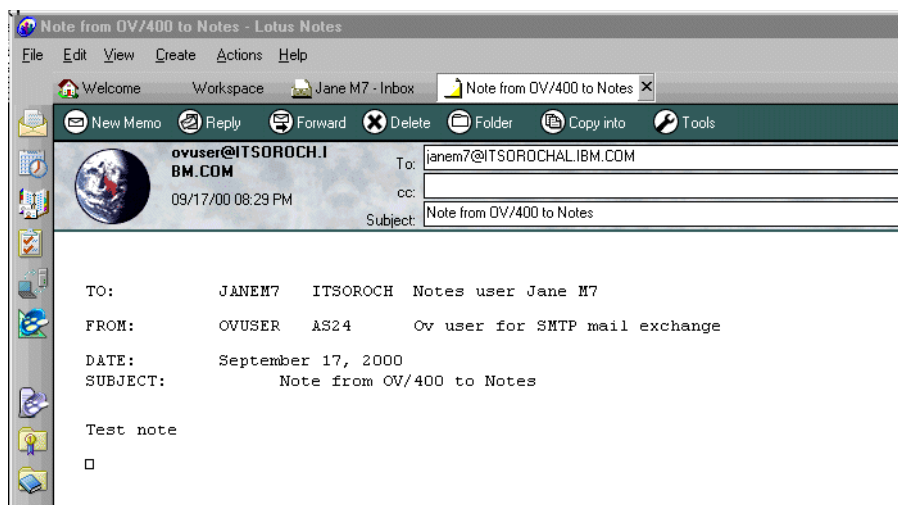 Note from OV/400 to Notes - Lotus Notes
File Edit View Create Actions Help
Welcome Workspace Jane M7 - Inbox Note from OV/400 to Notes
New Memo Reply Forward Delete Folder Copy into Tools
ovuser@ITSOROCH.I
BM.COM
09/17/00 08:29 PM
To: janem7@ITSOROCHAL.IBM.COM
cc:
Subject: Note from OV/400 to Notes
TO: JANEM7 ITSOROCH Notes user Jane M7
FROM: OVUSER AS24 Ov user for SMTP mail exchange
DATE: September 17, 2000
SUBJECT: Note from OV/400 to Notes
Test note